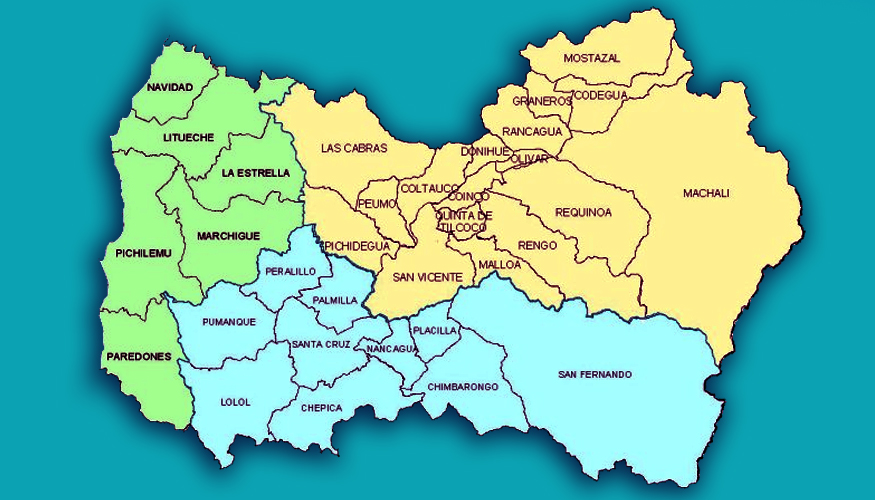 MOSTAZAL
NAVIDAD
CODEGUA
GRANEROS
RANCAGUA
LITUECHE
LAS CABRAS
DONIHUE
OLIVAR
LA ESTRELLA
COLTAUCO
MACHALI
COINCO
PEUMO
REQUINOA
QUINTA DE
TILCOCO
MARCHIGUE
PICHIDEGUA
RENGO
PICHILEMU
MALLOA
PERALILLO
SAN VICENTE
PALMILLA
PUMANQUE
PLACILLA
SANTA CRUZ
NANCAGUA
PAREDONES
SAN FERNANDO
CHIMBARONGO
LOLOL
CHEPICA